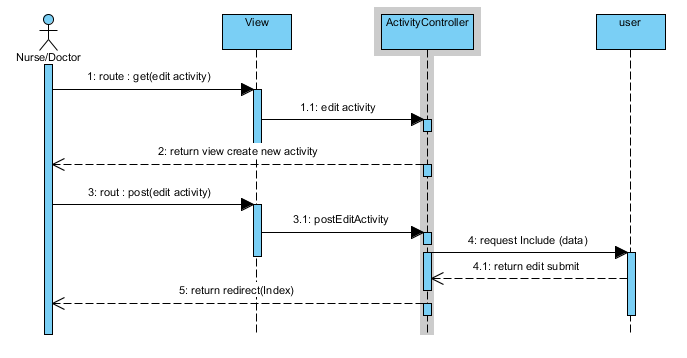 View
ActivityController
user
Nurse/Doctor
1: route : get(edit activity)
1.1: edit activity
2: return view create new activity
3: rout : post(edit activity)
3.1: postEditActivity
4: request Include (data)
4.1: return edit submit
5: return redirect(Index)